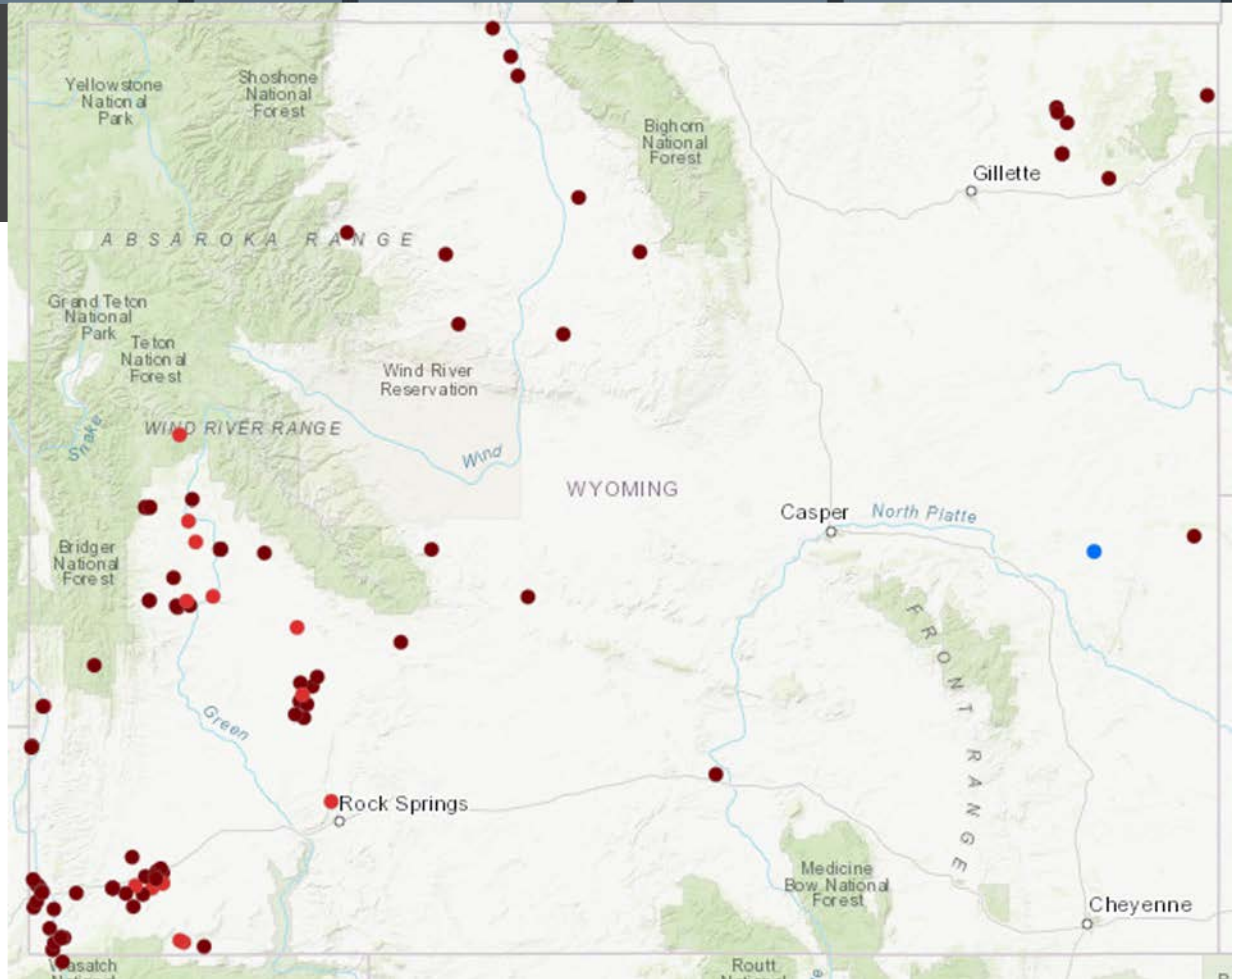 Yellowstone
National
Park
Shoshone
National
Forest
Bighorn
National
Forest
Gillette
ABSAROKA RANGE
Grand Teton
National
Park
Teton
National
Forest
Wind River
Reservation
Snake
WIND RIVER RANGE
Wind
WYOMING
Casper
North Platte
Bridger
National
Forest
FRONT RANGE
Green
Rock Springs
Medicine
Bow National
Forest
Cheyenne
Wasatch
Routt